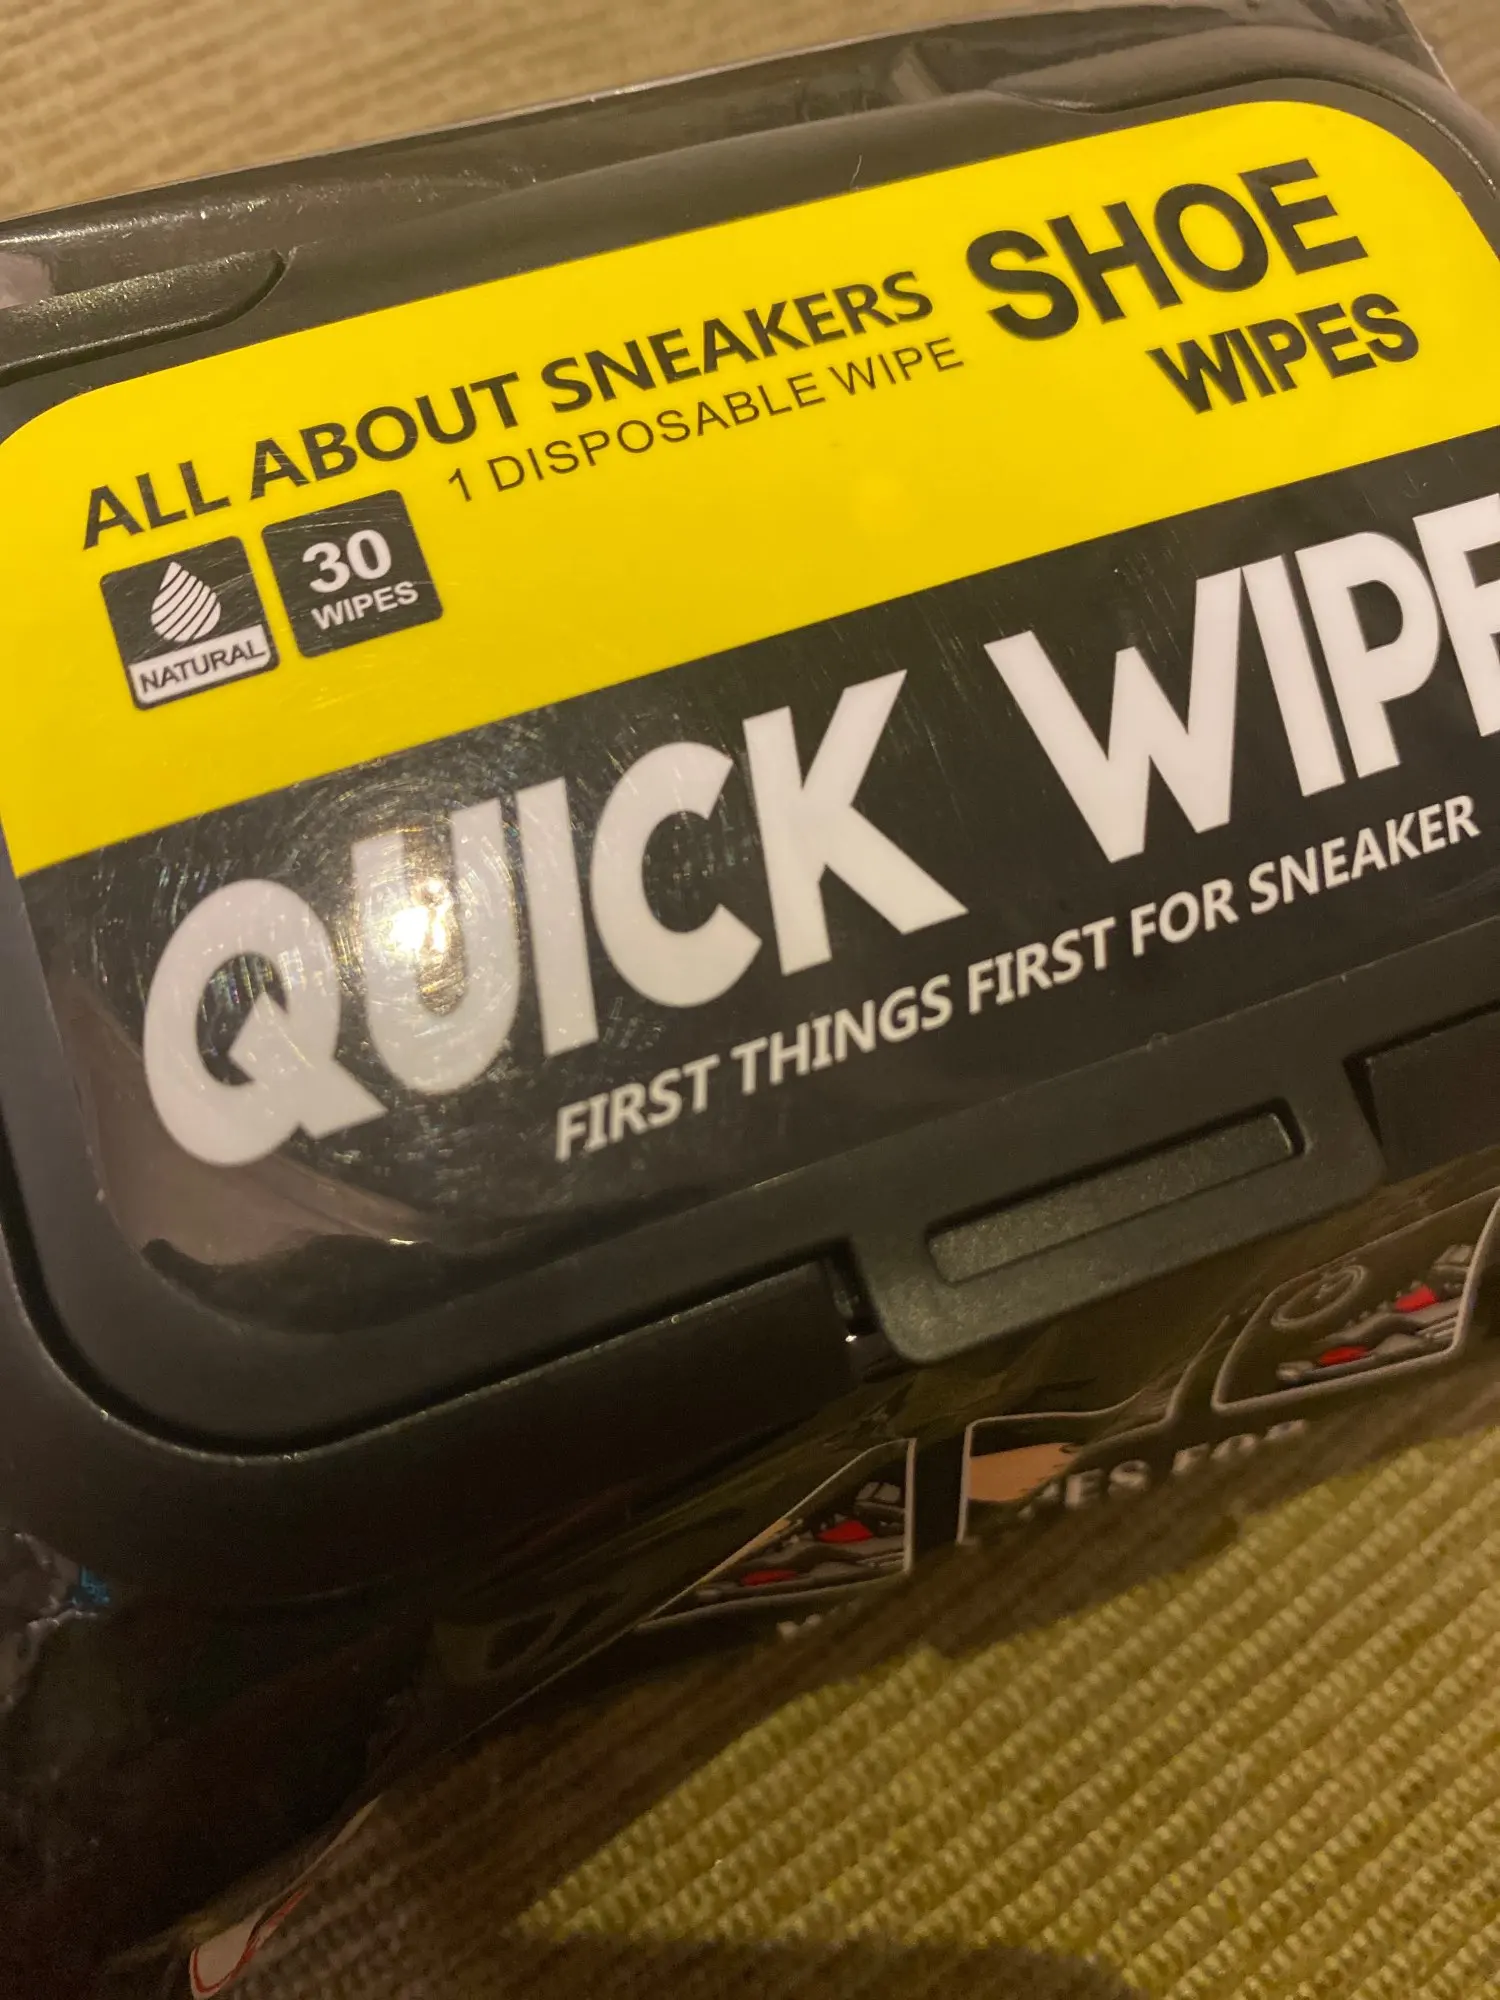 ALL ABOUT SNEAKERS
1 DISPOSABLE WIPE
SHOE
WIPES
NATURAL
30
WIPES
QUICK WIPE
FIRST THINGS FIRST FOR SNEAKER